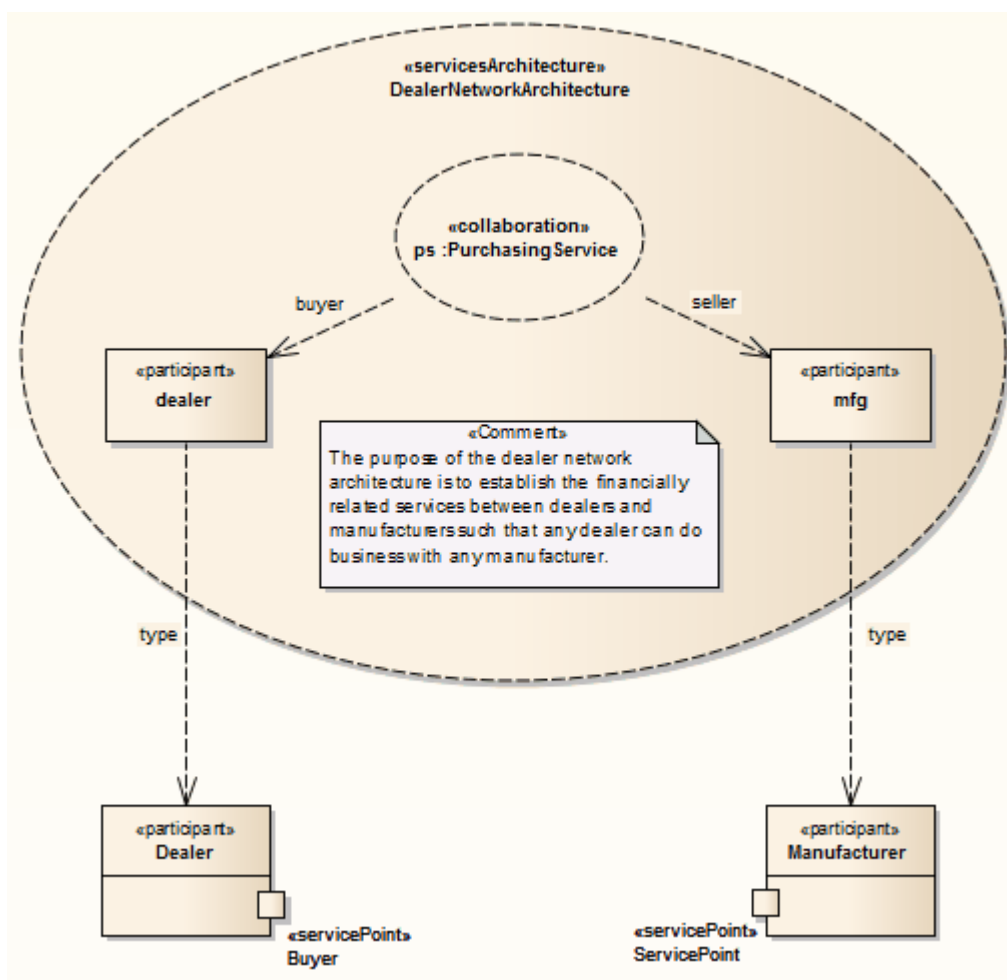 «servicesArchitecture»
DealerNetworkArchitecture
«collaboration»
ps :PurchasingService
buyer
seller
«participant»
dealer
«participant»
mfg
«Comment»
The purpose of the dealer network
architecture is to establish the financially
related services between dealers and
manufacturers such that any dealer can do
business with any manufacturer.
type
type
«participant»
Dealer
«participant»
Manufacturer
«servicePoint»
Buyer
«servicePoint»
ServicePoint